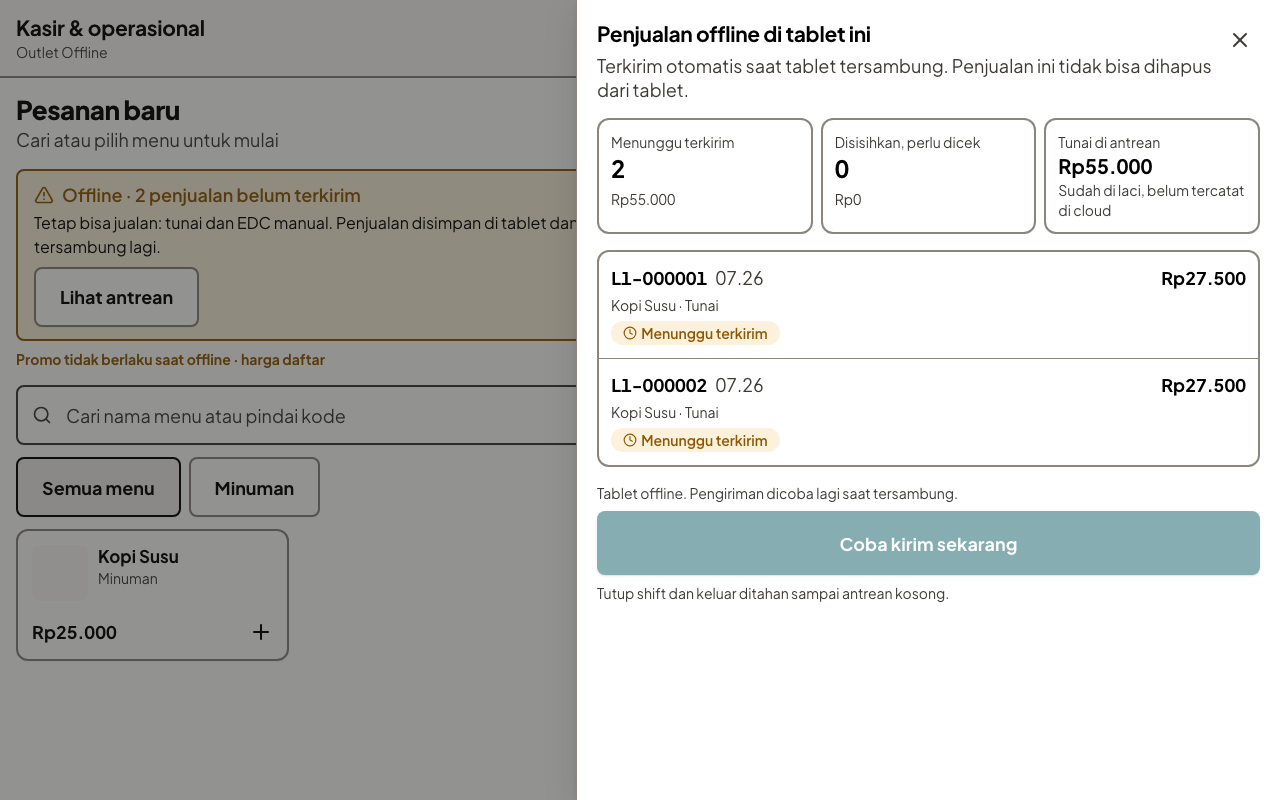 Kasir & operasional
Outlet Offline
Pesanan baru
Cari atau pilih menu untuk mulai
Offline · 2 penjualan belum terkirim
Tetap bisa jualan: tunai dan EDC manual. Penjualan disimpan di tablet dan
tersambung lagi.
Lihat antrean
Promo tidak berlaku saat offline · harga daftar
Cari nama menu atau pindai kode
Semua menu
Minuman
Kopi Susu
Minuman
Rp25.000
Penjualan offline di tablet ini
Terkirim otomatis saat tablet tersambung. Penjualan ini tidak bisa dihapus
dari tablet.
Menunggu terkirim
2
Rp55.000
Disisihkan, perlu dicek
0
Rp0
Tunai di antrean
Rp55.000
Sudah di laci, belum tercatat
di cloud
L1-000001 07.26 Rp27.500
Kopi Susu · Tunai
Menunggu terkirim
L1-000002 07.26 Rp27.500
Kopi Susu · Tunai
Menunggu terkirim
Tablet offline. Pengiriman dicoba lagi saat tersambung.
Coba kirim sekarang
Tutup shift dan keluar ditahan sampai antrean kosong.